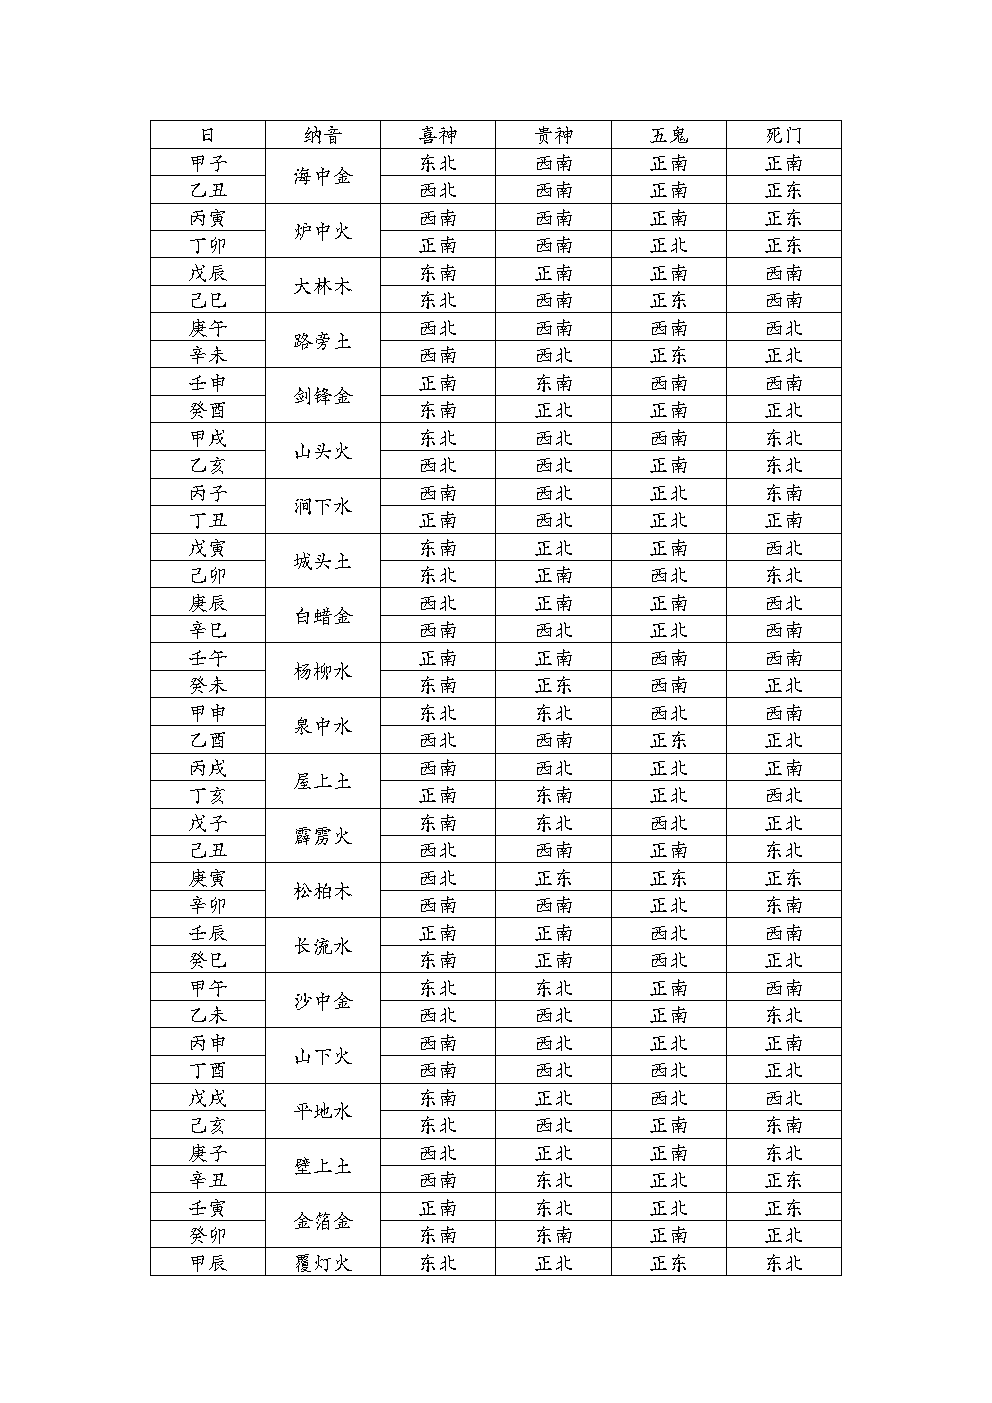 日 纳音 喜神 贵神 五鬼 死门
甲子 海中金 东北 西南 正南 正南
乙丑 西北 西南 正南 正东
丙寅 炉中火 西南 西南 正南 正东
丁卯 正南 西南 正北 正东
戊辰 大林木 东南 正南 正南 西南
己巳 东北 西南 正东 西南
庚午 路旁土 西北 西南 西南 西北
辛未 西南 西北 正东 正北
壬申 剑锋金 正南 东南 西南 西南
癸酉 东南 正北 正南 正北
甲戌 山头火 东北 西北 西南 东北
乙亥 西北 西北 正南 东北
丙子 涧下水 西南 西北 正北 东南
丁丑 正南 西北 正北 正南
戊寅 城头土 东南 正北 正南 西北
己卯 东北 正南 西北 东北
庚辰 白蜡金 西北 正南 正南 西北
辛巳 西南 西北 正北 西南
壬午 杨柳水 正南 正南 西南 西南
癸未 东南 正东 西南 正北
甲申 泉中水 东北 东北 西北 西南
乙酉 西北 西南 正东 正北
丙戌 屋上土 西南 西北 正北 正南
丁亥 正南 东南 正北 西北
戊子 霹雳火 东南 东北 西北 正北
己丑 西北 西南 正南 东北
庚寅 松柏木 西北 正东 正东 正东
辛卯 西南 西南 正北 东南
壬辰 长流水 正南 正南 西北 西南
癸巳 东南 正南 西北 正北
甲午 沙中金 东北 东北 正南 西南
乙未 西北 西北 正南 东北
丙申 山下火 西南 西北 正北 正南
丁酉 西南 西北 西北 正北
戊戌 平地水 东南 正北 西北 西北
己亥 东北 西北 正南 东南
庚子 壁上土 西北 正北 正南 东北
辛丑 西南 东北 正北 正东
壬寅 金箔金 正南 东北 正北 正东
癸卯 东南 东南 正南 正北
甲辰 覆灯火 东北 正北 正东 东北